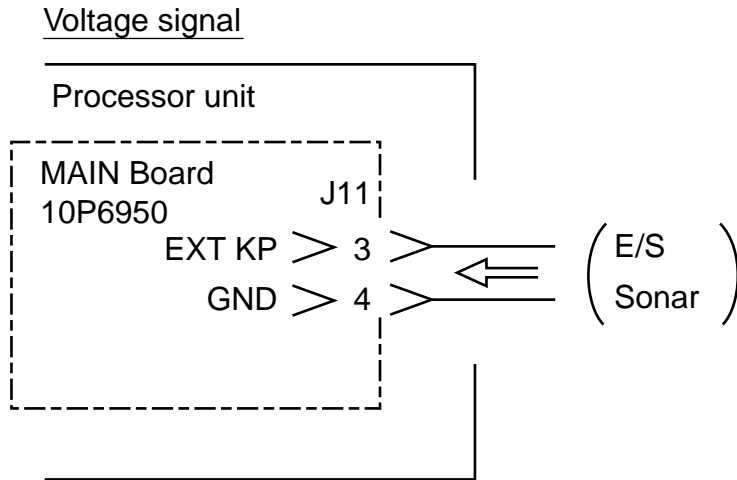 Voltage signal
Processor unit
MAIN Board
10P6950
J11
EXT KP 3
E/S
GND 4
Sonar